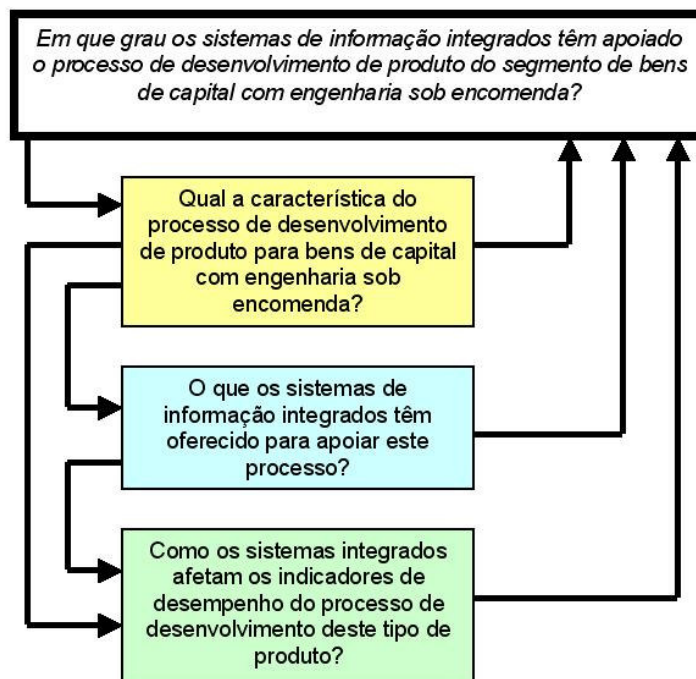 Em que grau os sistemas de informação integrados têm apoiado
o processo de desenvolvimento de produto do segmento de bens
de capital com engenharia sob encomenda?
Qual a característica do
processo de desenvolvimento
de produto para bens de capital
com engenharia sob
encomenda?
O que os sistemas de
informação integrados têm
oferecido para apoiar este
processo?
Como os sistemas integrados
afetam os indicadores de
desempenho do processo de
desenvolvimento deste tipo de
produto?